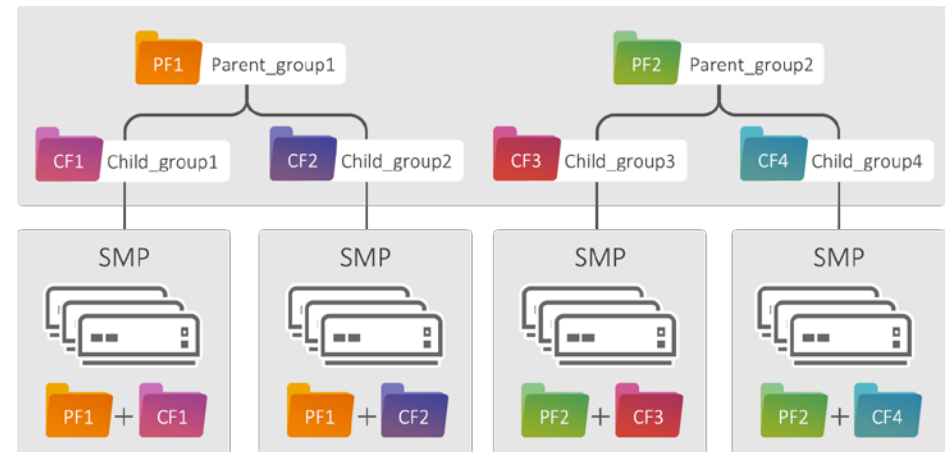 PF1 Parent_group1
PF2 Parent_group2
CF1 Child_group1
CF2 Child_group2
CF3 Child_group3
CF4 Child_group4
SMP
SMP
SMP
SMP
PF1 + CF1
PF1 + CF2
PF2 + CF3
PF2 + CF4